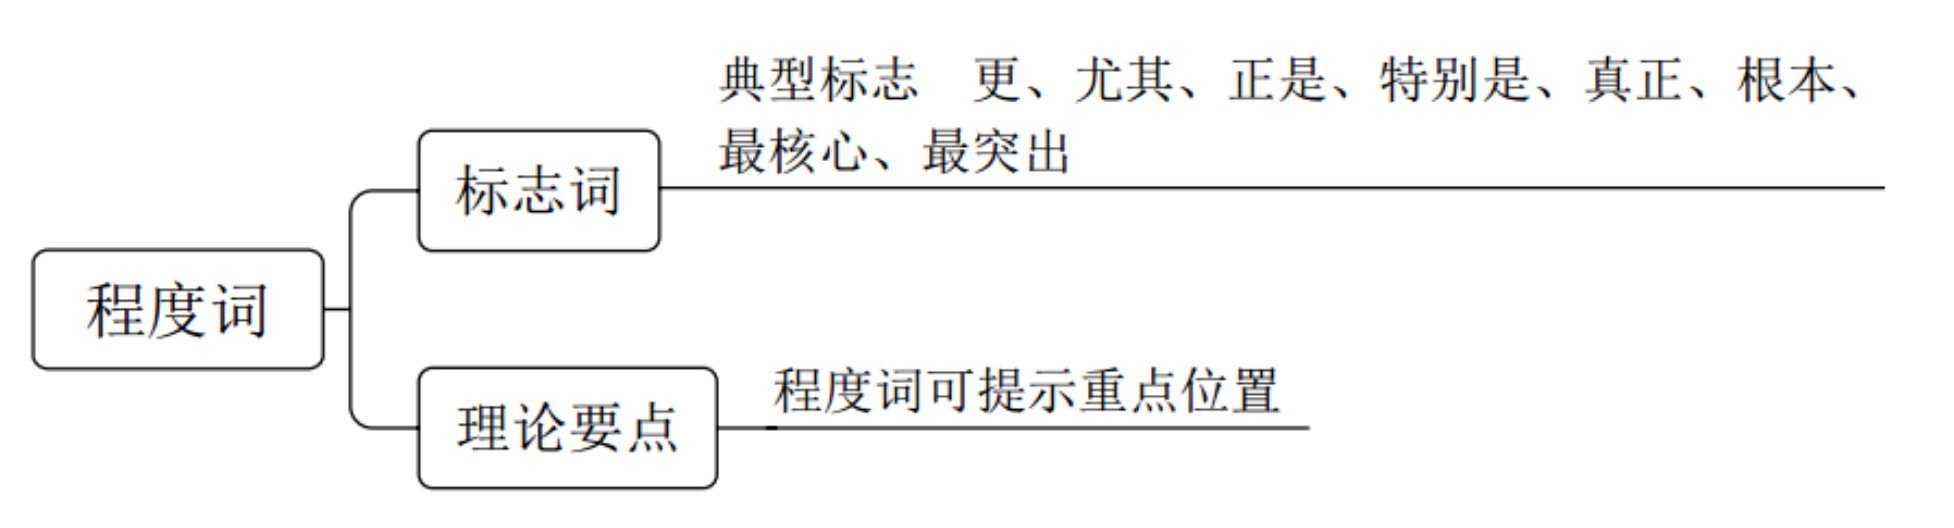 程度词
标志词
典型标志　更、尤其、正是、特别是、真正、根本、
最核心、最突出
理论要点
程度词可提示重点位置